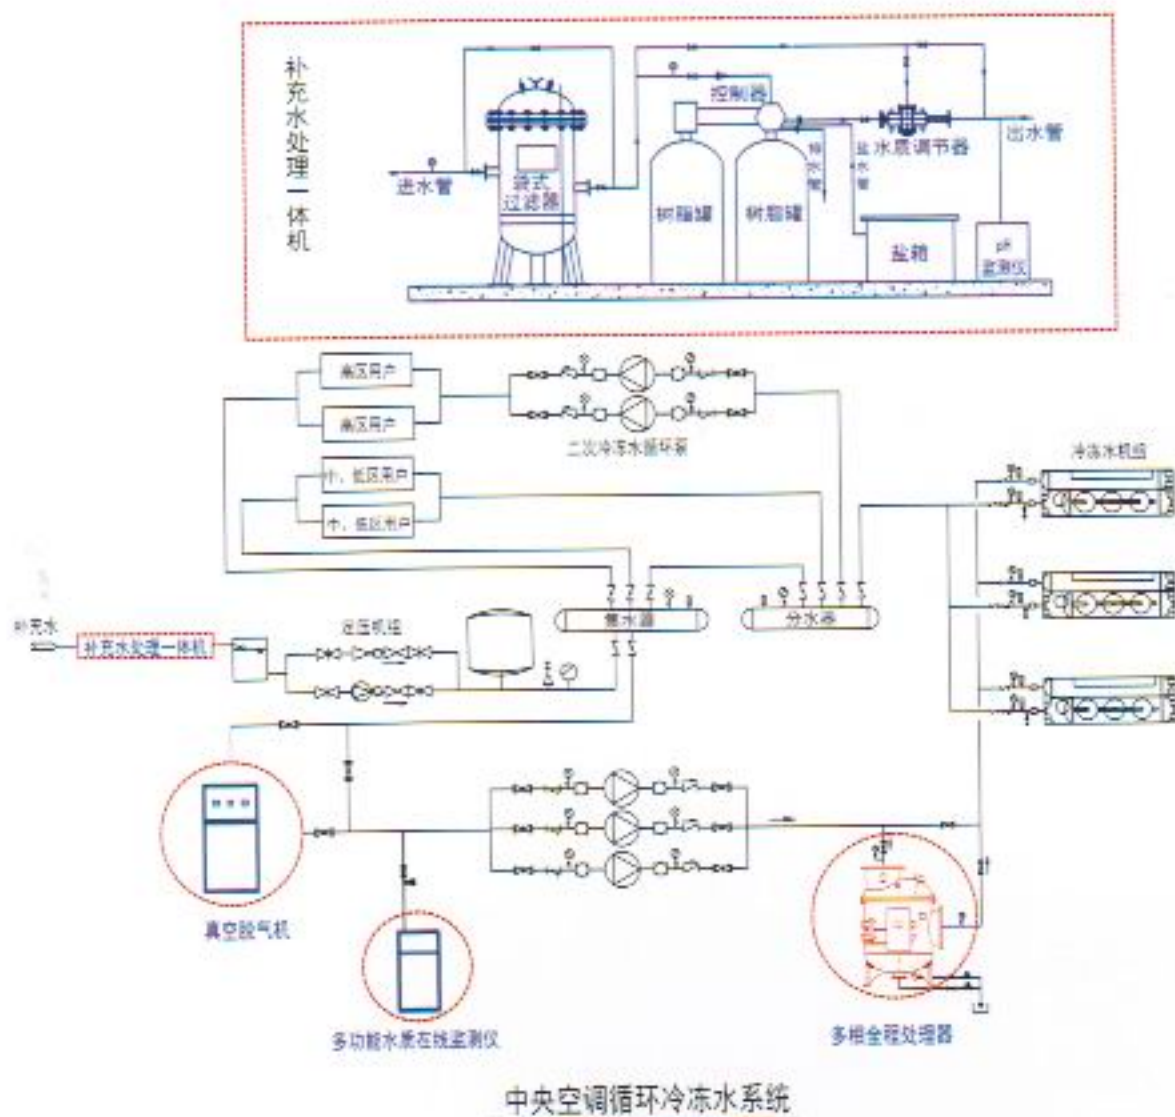 补充水处理一体机
控制器
进水管
袋式
过滤器
树脂罐
树脂罐
排水管
盐水管
水质调节器
出水管
盐箱
pH
监测仪
高区用户
高区用户
二次冷冻水循环泵
中、低区用户
中、低区用户
冷冻水机组
补充水
补充水处理一体机
定压机组
集水器
分水器
真空脱气机
多功能水质在线监测仪
多相全程处理器
中央空调循环冷冻水系统